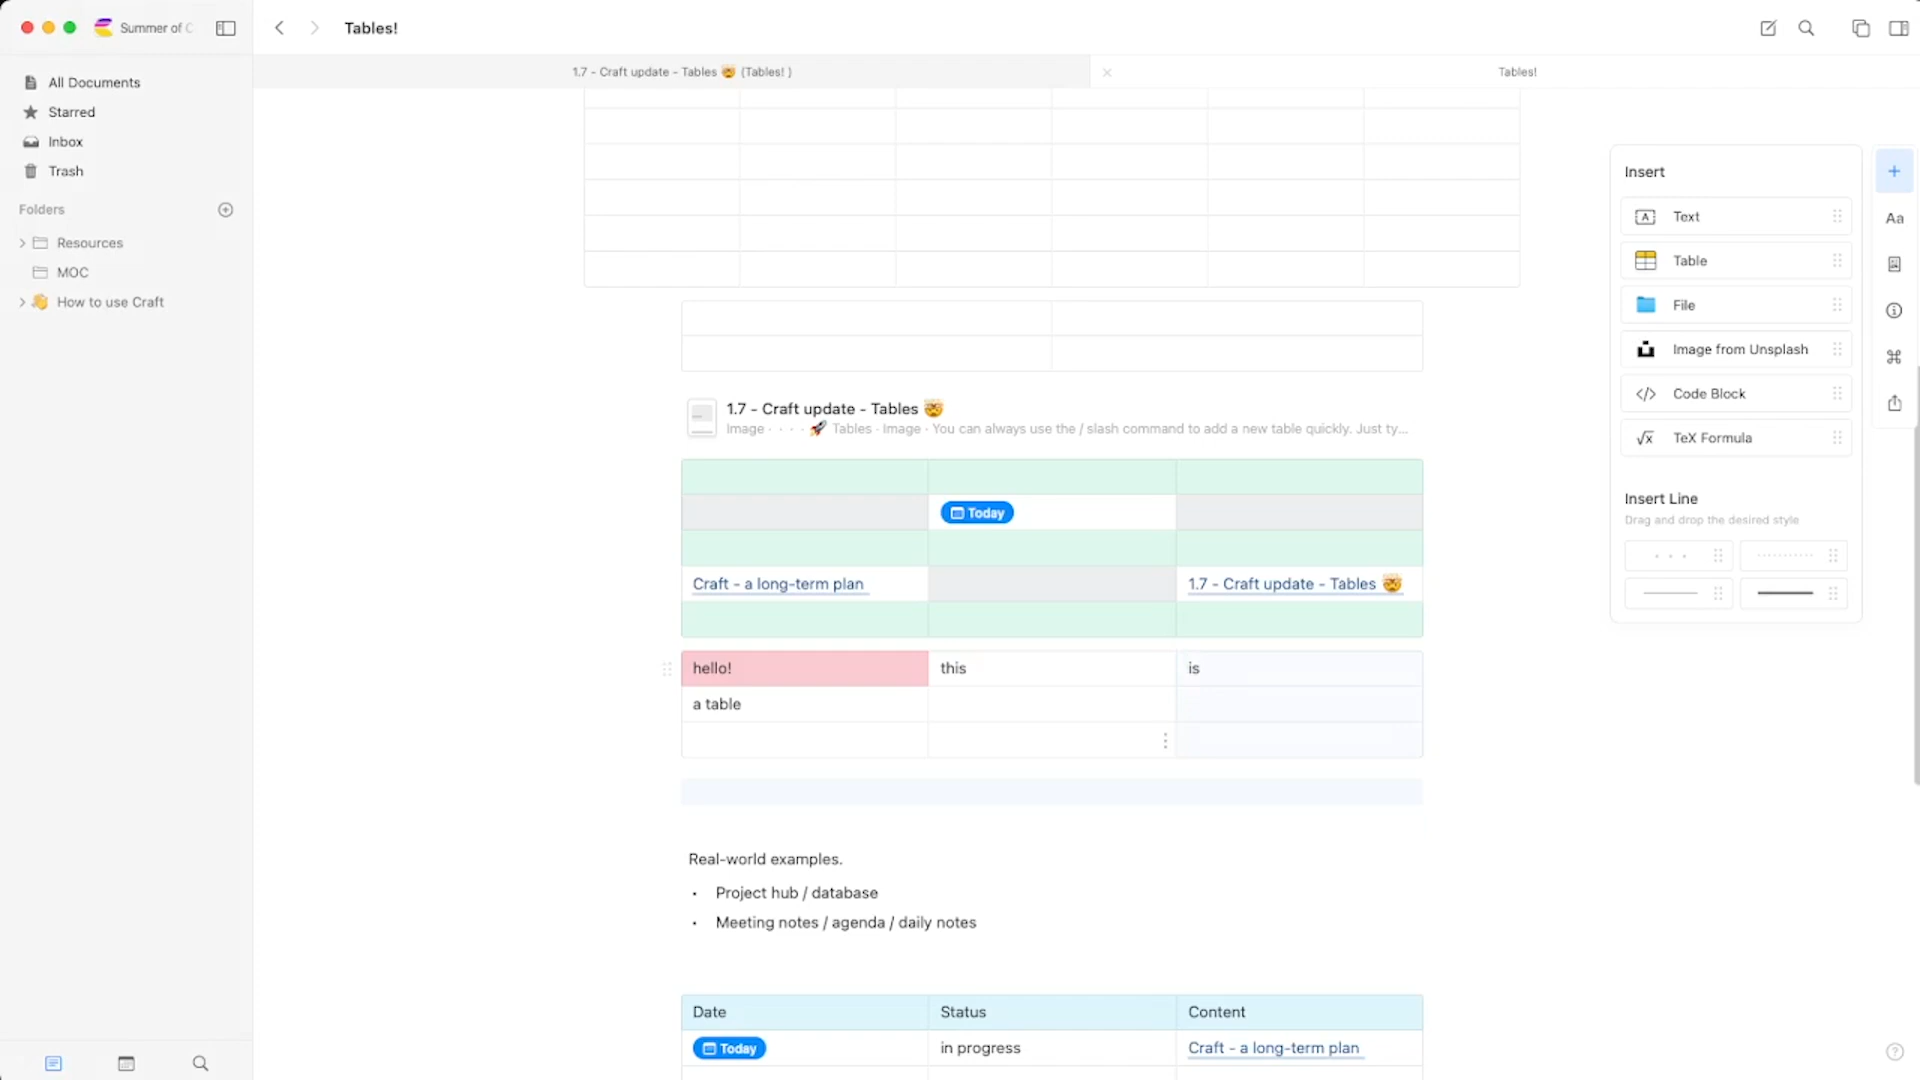 Summer of C
Tables!
1.7 - Craft update - Tables 🤯 (Tables! )
Tables!
All Documents
Starred
Inbox
Trash
Folders
Resources
MOC
👋 How to use Craft
1.7 - Craft update - Tables 🤯
Image · · · · 🚀 Tables · Image · You can always use the / slash command to add a new table quickly. Just ty...
Today
Craft - a long-term plan
1.7 - Craft update - Tables 🤯
hello!
this
is
a table
Real-world examples.
• Project hub / database
• Meeting notes / agenda / daily notes
Date
Status
Content
Today
in progress
Craft - a long-term plan
Insert
Text
Table
File
Image from Unsplash
</> Code Block
√x TeX Formula
Insert Line
Drag and drop the desired style
Aa